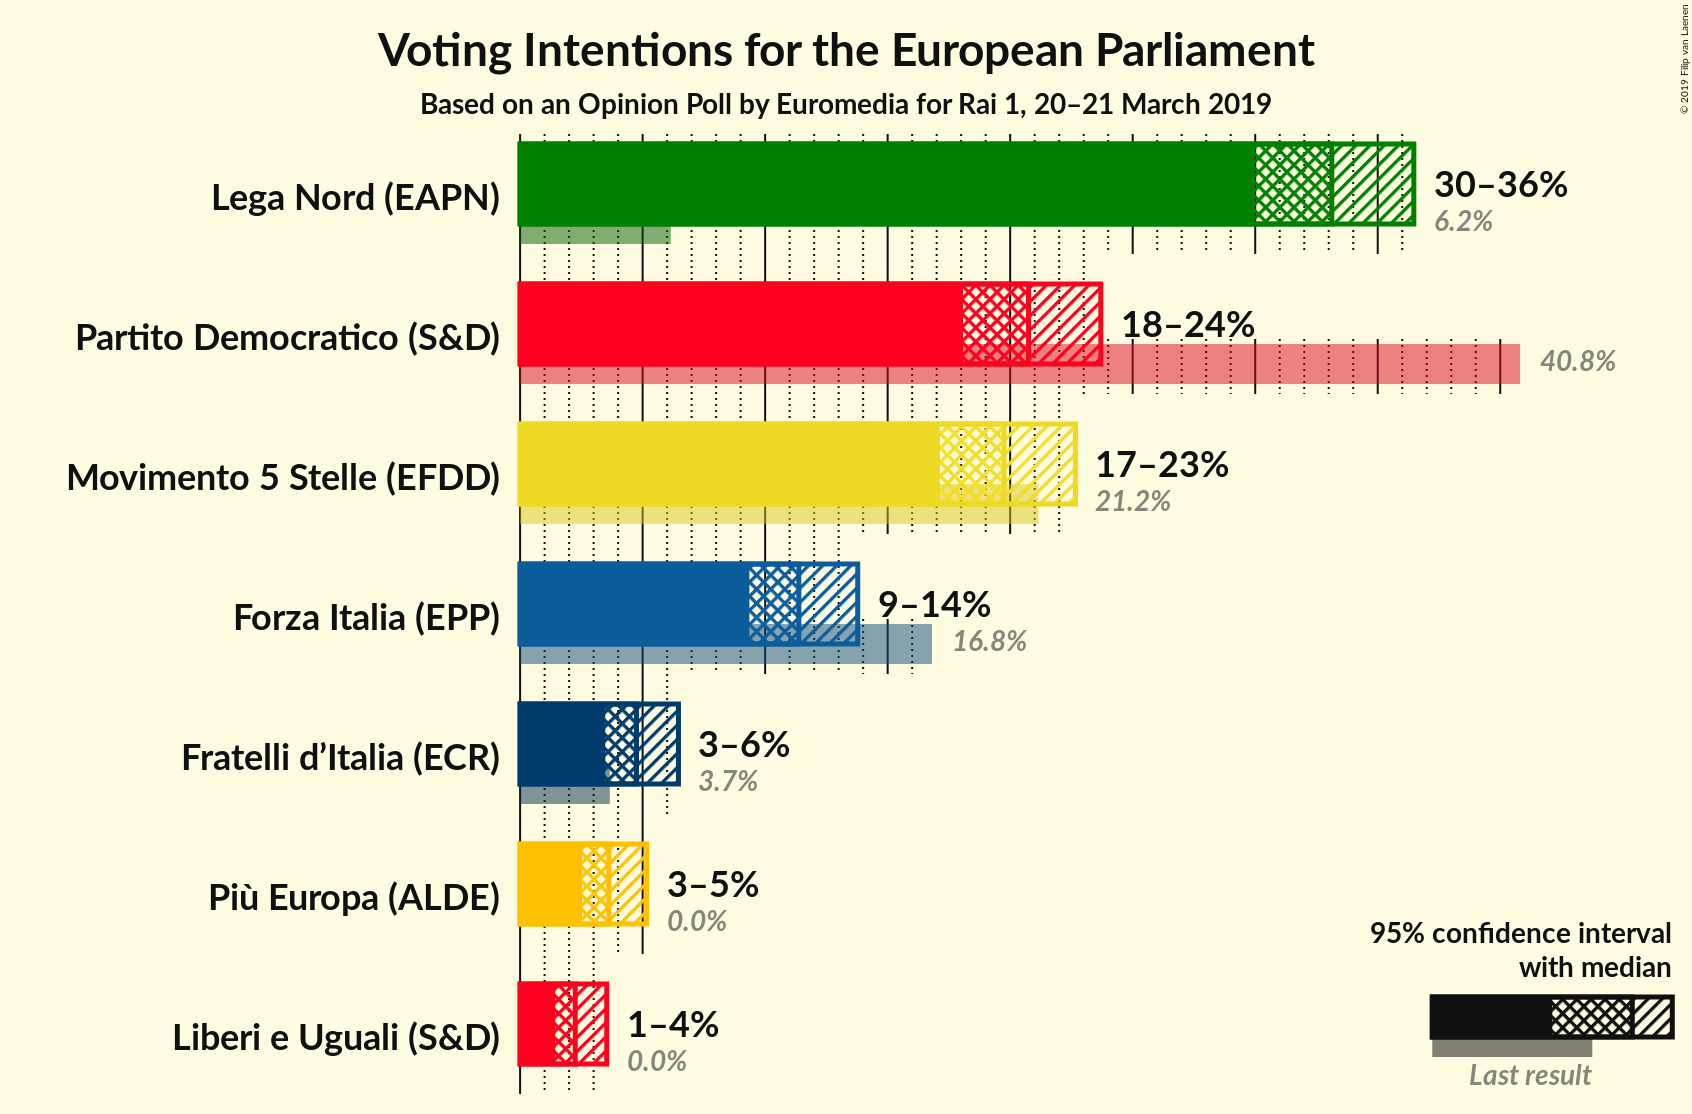 Voting Intentions for the European Parliament
Based on an Opinion Poll by Euromedia for Rai 1, 20–21 March 2019
© 2019 Filip van Laenen
Lega Nord (EAPN)
30–36%
6.2%
Partito Democratico (S&D)
18–24%
40.8%
Movimento 5 Stelle (EFDD)
17–23%
21.2%
Forza Italia (EPP)
9–14%
16.8%
Fratelli d’Italia (ECR)
3–6%
3.7%
Più Europa (ALDE)
3–5%
0.0%
Liberi e Uguali (S&D)
1–4%
0.0%
95% confidence interval
with median
Last result